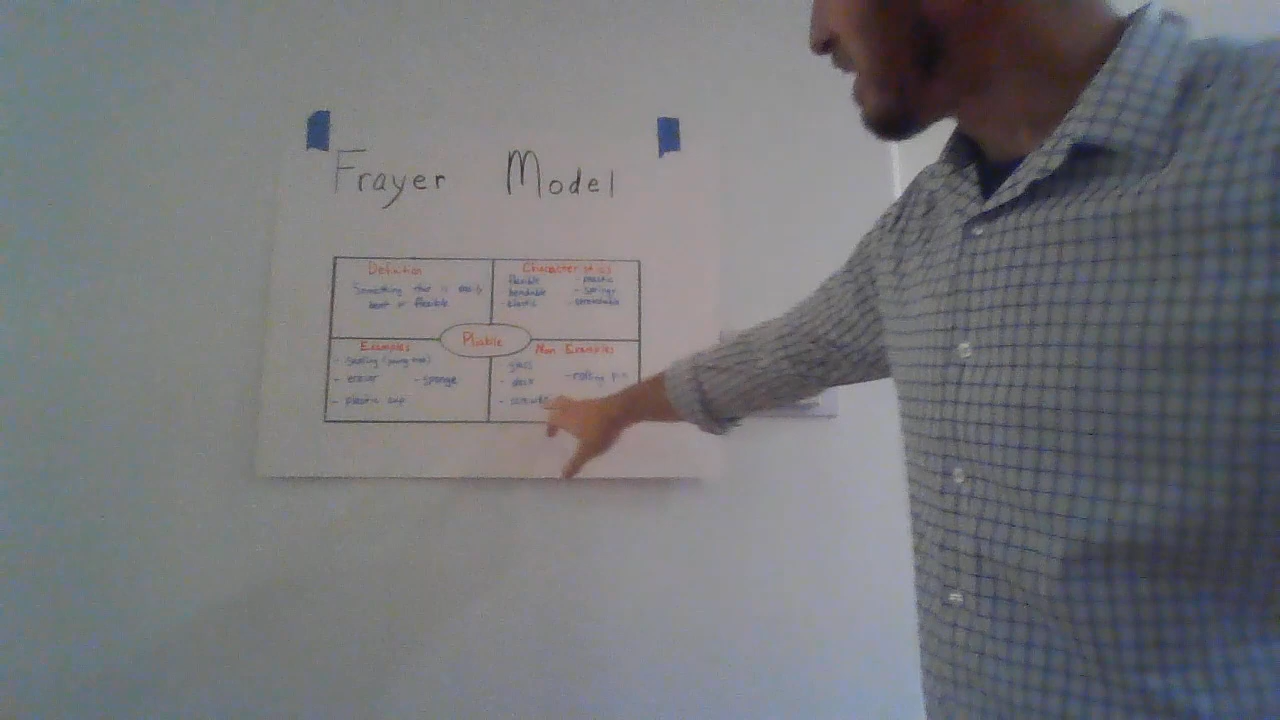 Frayer Model
Definition
Something that is easily
bent or flexible
Characteristics
flexible - plastic
bendable - springy
elastic - stretchable
Pliable
Examples
- sapling (young tree)
- eraser - sponge
- plastic cup
Non Examples
glass
- desk - rolling pin